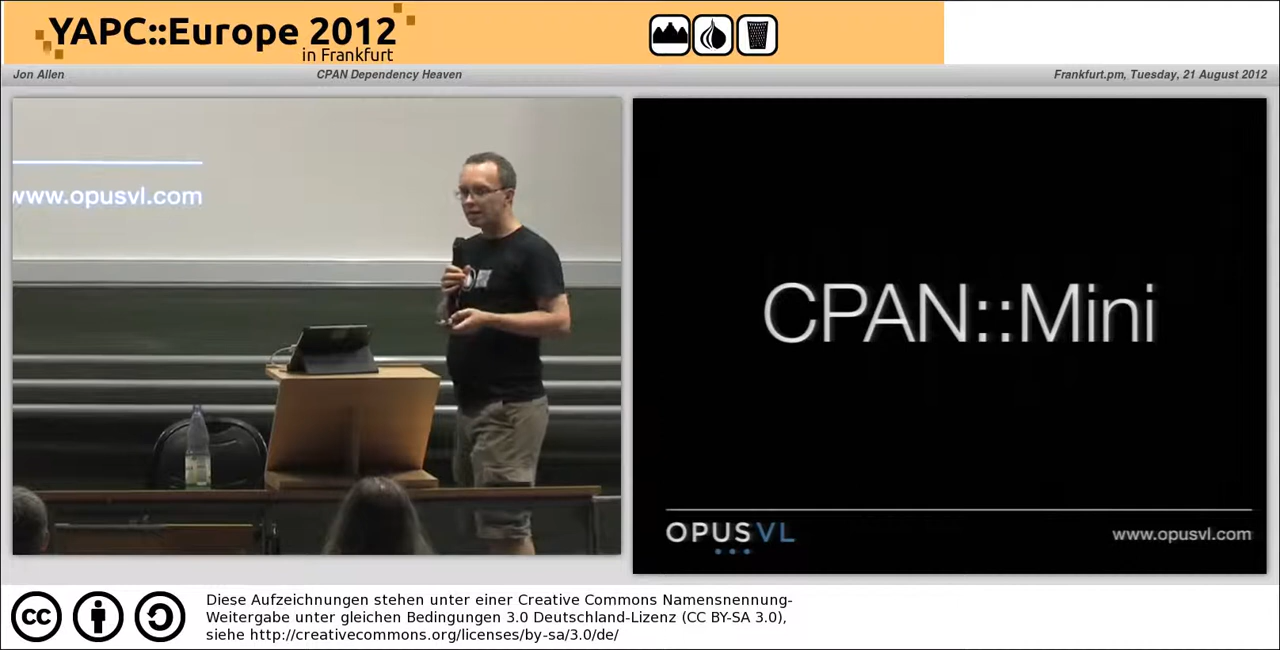 YAPC::Europe 2012
in Frankfurt
Jon Allen
CPAN Dependency Heaven
Frankfurt.pm, Tuesday, 21 August 2012
www.opusvl.com
CPAN::Mini
OPUSVL
www.opusvl.com
cc
Diese Aufzeichnungen stehen unter einer Creative Commons Namensnennung-
Weitergabe unter gleichen Bedingungen 3.0 Deutschland-Lizenz (CC BY-SA 3.0),
siehe http://creativecommons.org/licenses/by-sa/3.0/de/